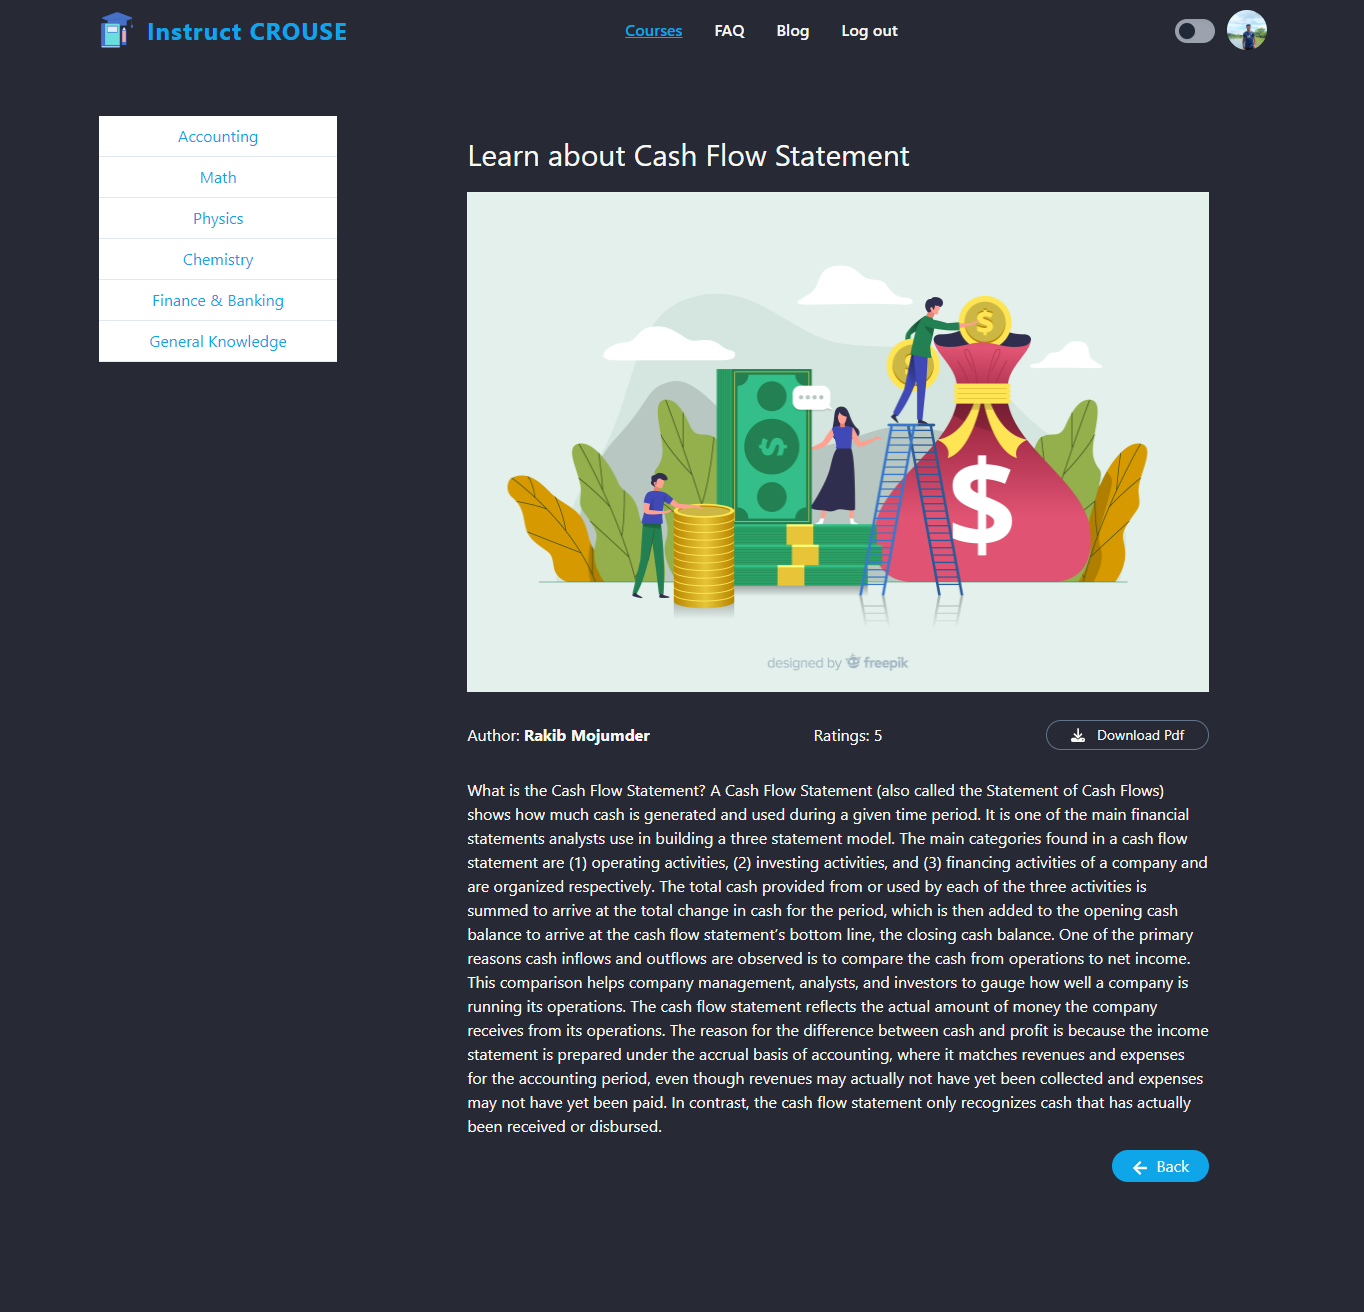 Instruct CROUSE
Courses
FAQ
Blog
Log out
Accounting
Math
Physics
Chemistry
Finance & Banking
General Knowledge
Learn about Cash Flow Statement
$
$
$
$
designed by freepik
Author: Rakib Mojumder
Ratings: 5
Download Pdf
What is the Cash Flow Statement? A Cash Flow Statement (also called the Statement of Cash Flows)
shows how much cash is generated and used during a given time period. It is one of the main financial
statements analysts use in building a three statement model. The main categories found in a cash flow
statement are (1) operating activities, (2) investing activities, and (3) financing activities of a company and
are organized respectively. The total cash provided from or used by each of the three activities is
summed to arrive at the total change in cash for the period, which is then added to the opening cash
balance to arrive at the cash flow statement’s bottom line, the closing cash balance. One of the primary
reasons cash inflows and outflows are observed is to compare the cash from operations to net income.
This comparison helps company management, analysts, and investors to gauge how well a company is
running its operations. The cash flow statement reflects the actual amount of money the company
receives from its operations. The reason for the difference between cash and profit is because the income
statement is prepared under the accrual basis of accounting, where it matches revenues and expenses
for the accounting period, even though revenues may actually not have yet been collected and expenses
may not have yet been paid. In contrast, the cash flow statement only recognizes cash that has actually
been received or disbursed.
Back